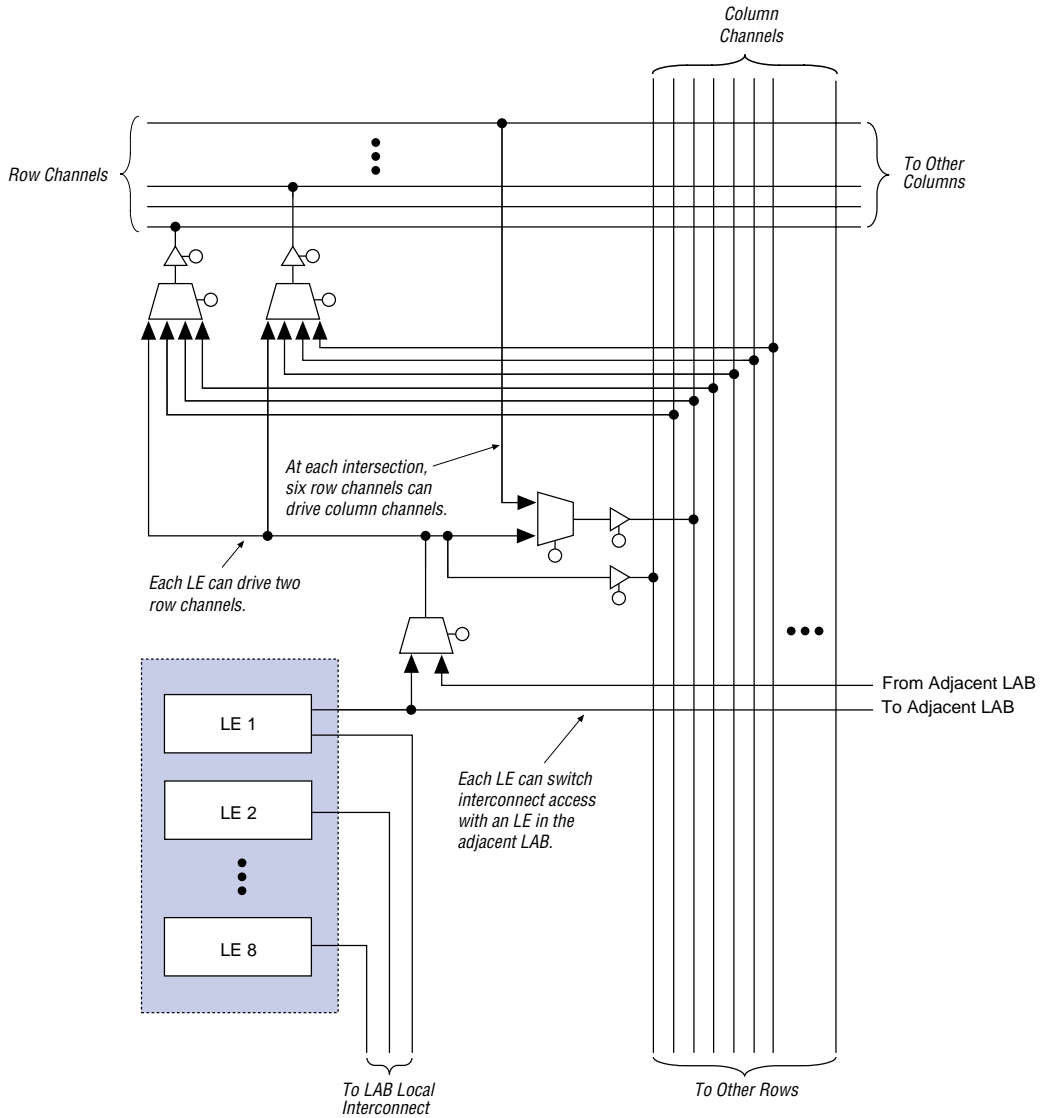 Column
Channels
Row Channels
To Other
Columns
At each intersection,
six row channels can
drive column channels.
Each LE can drive two
row channels.
From Adjacent LAB
To Adjacent LAB
LE 1
Each LE can switch
interconnect access
with an LE in the
adjacent LAB.
LE 2
LE 8
To LAB Local
Interconnect
To Other Rows